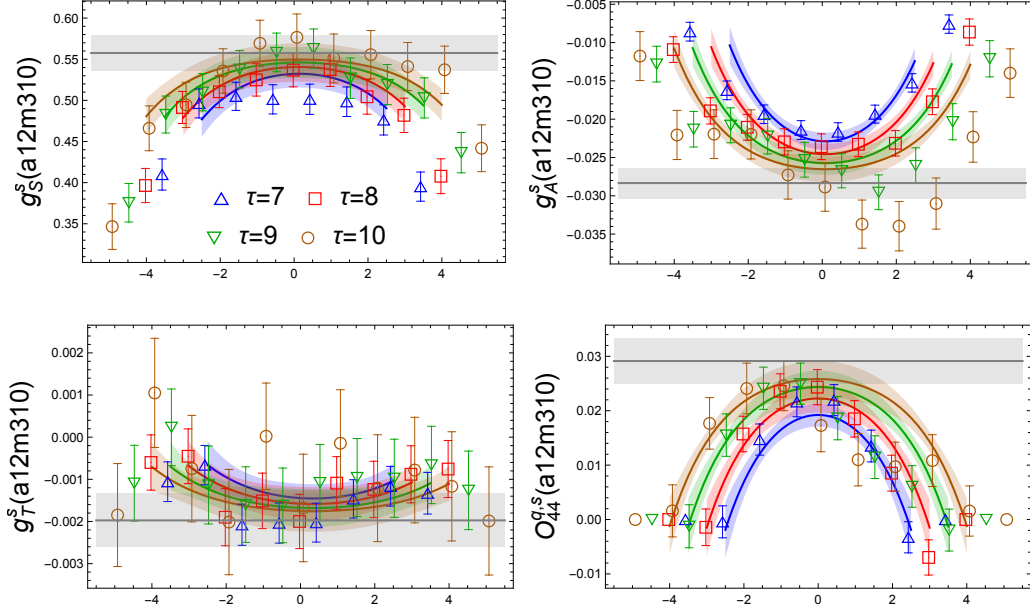 g_S^s(a12m310)
0.60
0.55
0.50
0.45
0.40
0.35
τ=7 τ=8
τ=9 τ=10
-4 -2 0 2 4
g_A^s(a12m310)
-0.005
-0.010
-0.015
-0.020
-0.025
-0.030
-0.035
-4 -2 0 2 4
g_T^s(a12m310)
0.002
0.001
0.000
-0.001
-0.002
-0.003
-4 -2 0 2 4
O_44^{q,s}(a12m310)
0.03
0.02
0.01
0.00
-0.01
-4 -2 0 2 4